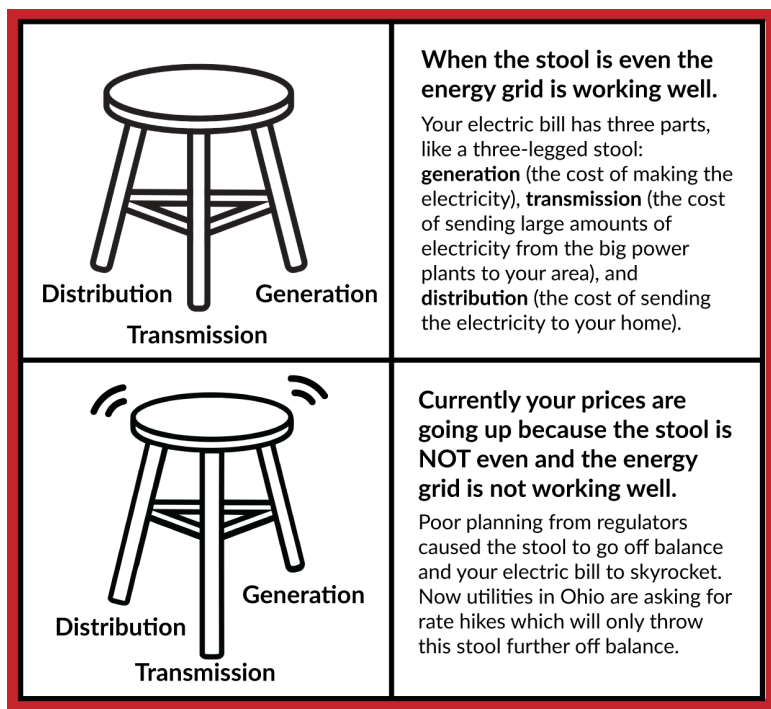 Distribution
Generation
Transmission
When the stool is even the
energy grid is working well.
Your electric bill has three parts,
like a three-legged stool:
generation (the cost of making the
electricity), transmission (the cost
of sending large amounts of
electricity from the big power
plants to your area), and
distribution (the cost of sending
the electricity to your home).
Generation
Distribution
Transmission
Currently your prices are
going up because the stool is
NOT even and the energy
grid is not working well.
Poor planning from regulators
caused the stool to go off balance
and your electric bill to skyrocket.
Now utilities in Ohio are asking for
rate hikes which will only throw
this stool further off balance.